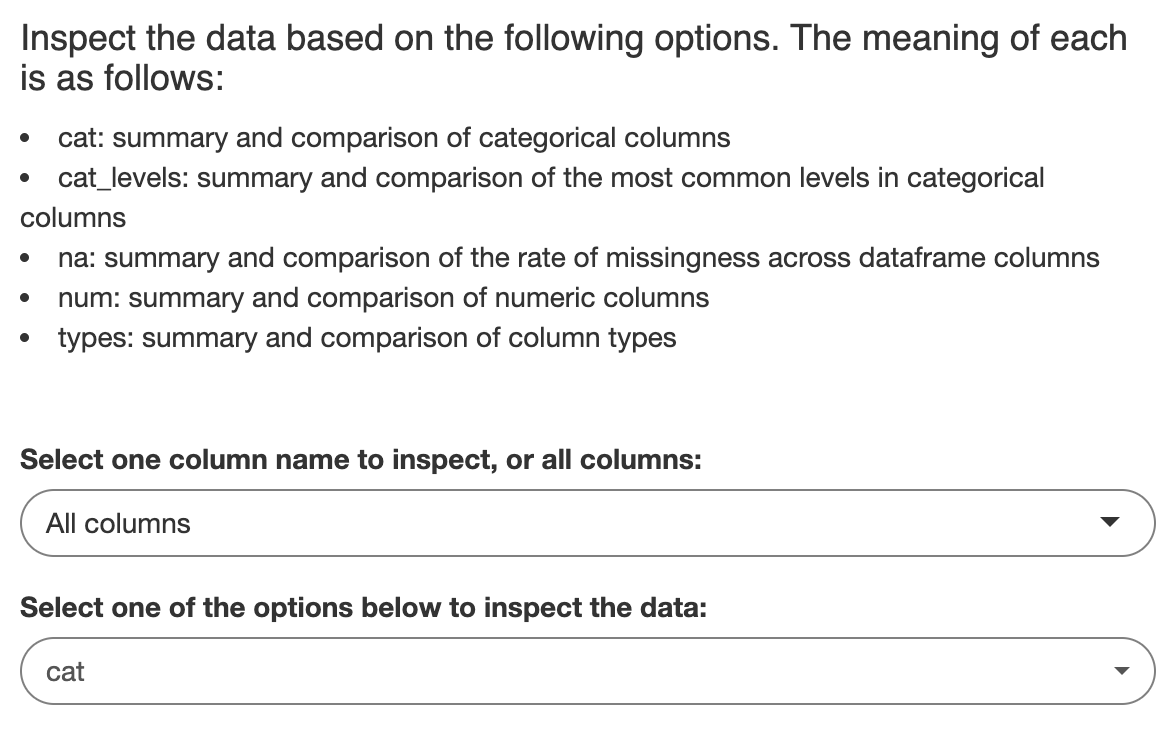 Inspect the data based on the following options. The meaning of each
is as follows:
• cat: summary and comparison of categorical columns
• cat_levels: summary and comparison of the most common levels in categorical
columns
• na: summary and comparison of the rate of missingness across dataframe columns
• num: summary and comparison of numeric columns
• types: summary and comparison of column types
Select one column name to inspect, or all columns:
All columns
Select one of the options below to inspect the data:
cat